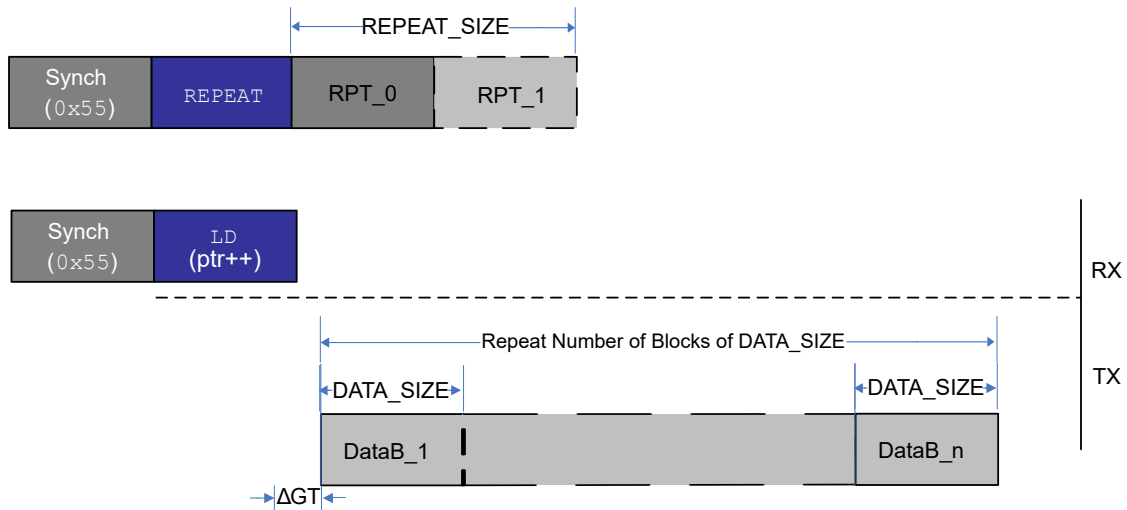 REPEAT_SIZE
Synch
(0x55)
REPEAT
RPT_0
RPT_1
Synch
(0x55)
LD
(ptr++)
RX
Repeat Number of Blocks of DATA_SIZE
TX
DATA_SIZE
DATA_SIZE
DataB_1
DataB_n
ΔGT